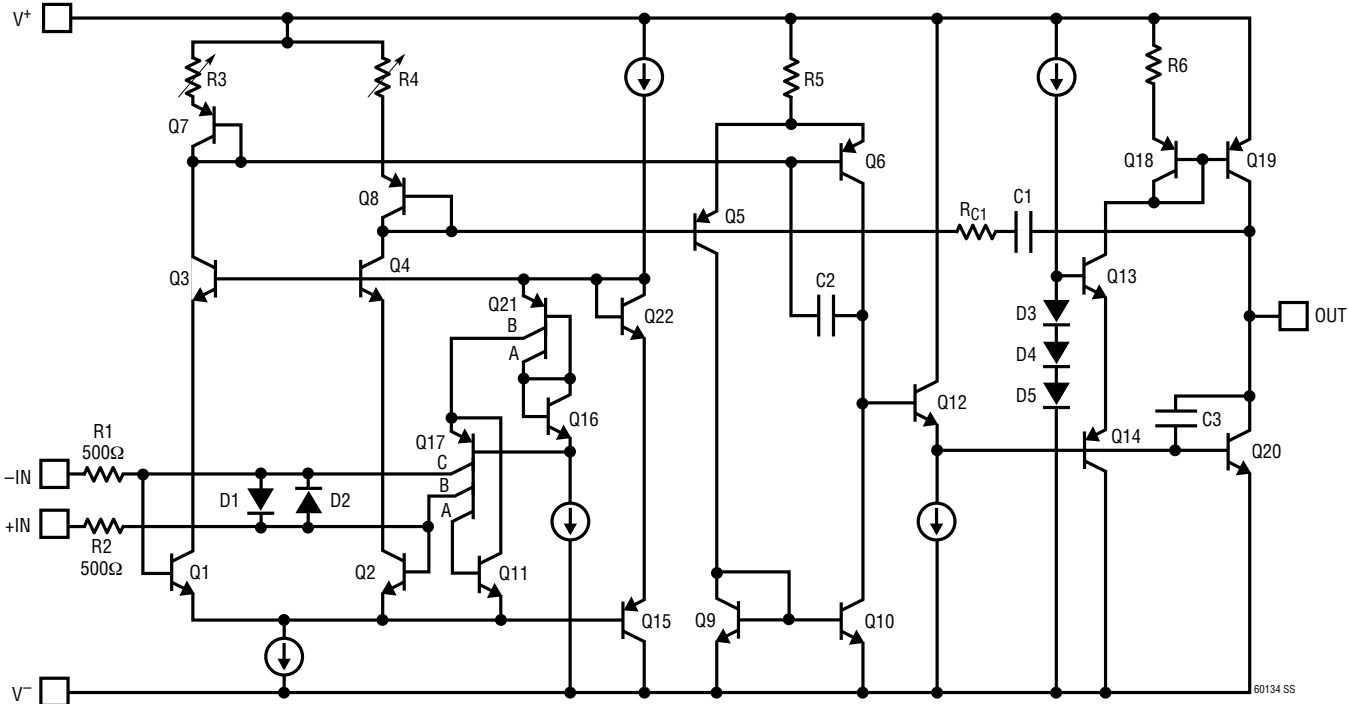 V+
R3
R4
R5
R6
Q7
Q6
Q18
Q19
Q8
Q5
RC1
C1
Q3
Q4
Q13
Q21
B
A
Q22
C2
D3
D4
D5
OUT
Q16
Q12
Q17
C
B
A
Q14
C3
Q20
R1
500Ω
–IN
D1
D2
+IN
R2
500Ω
Q1
Q2
Q11
Q15
Q9
Q10
V–
60134 SS